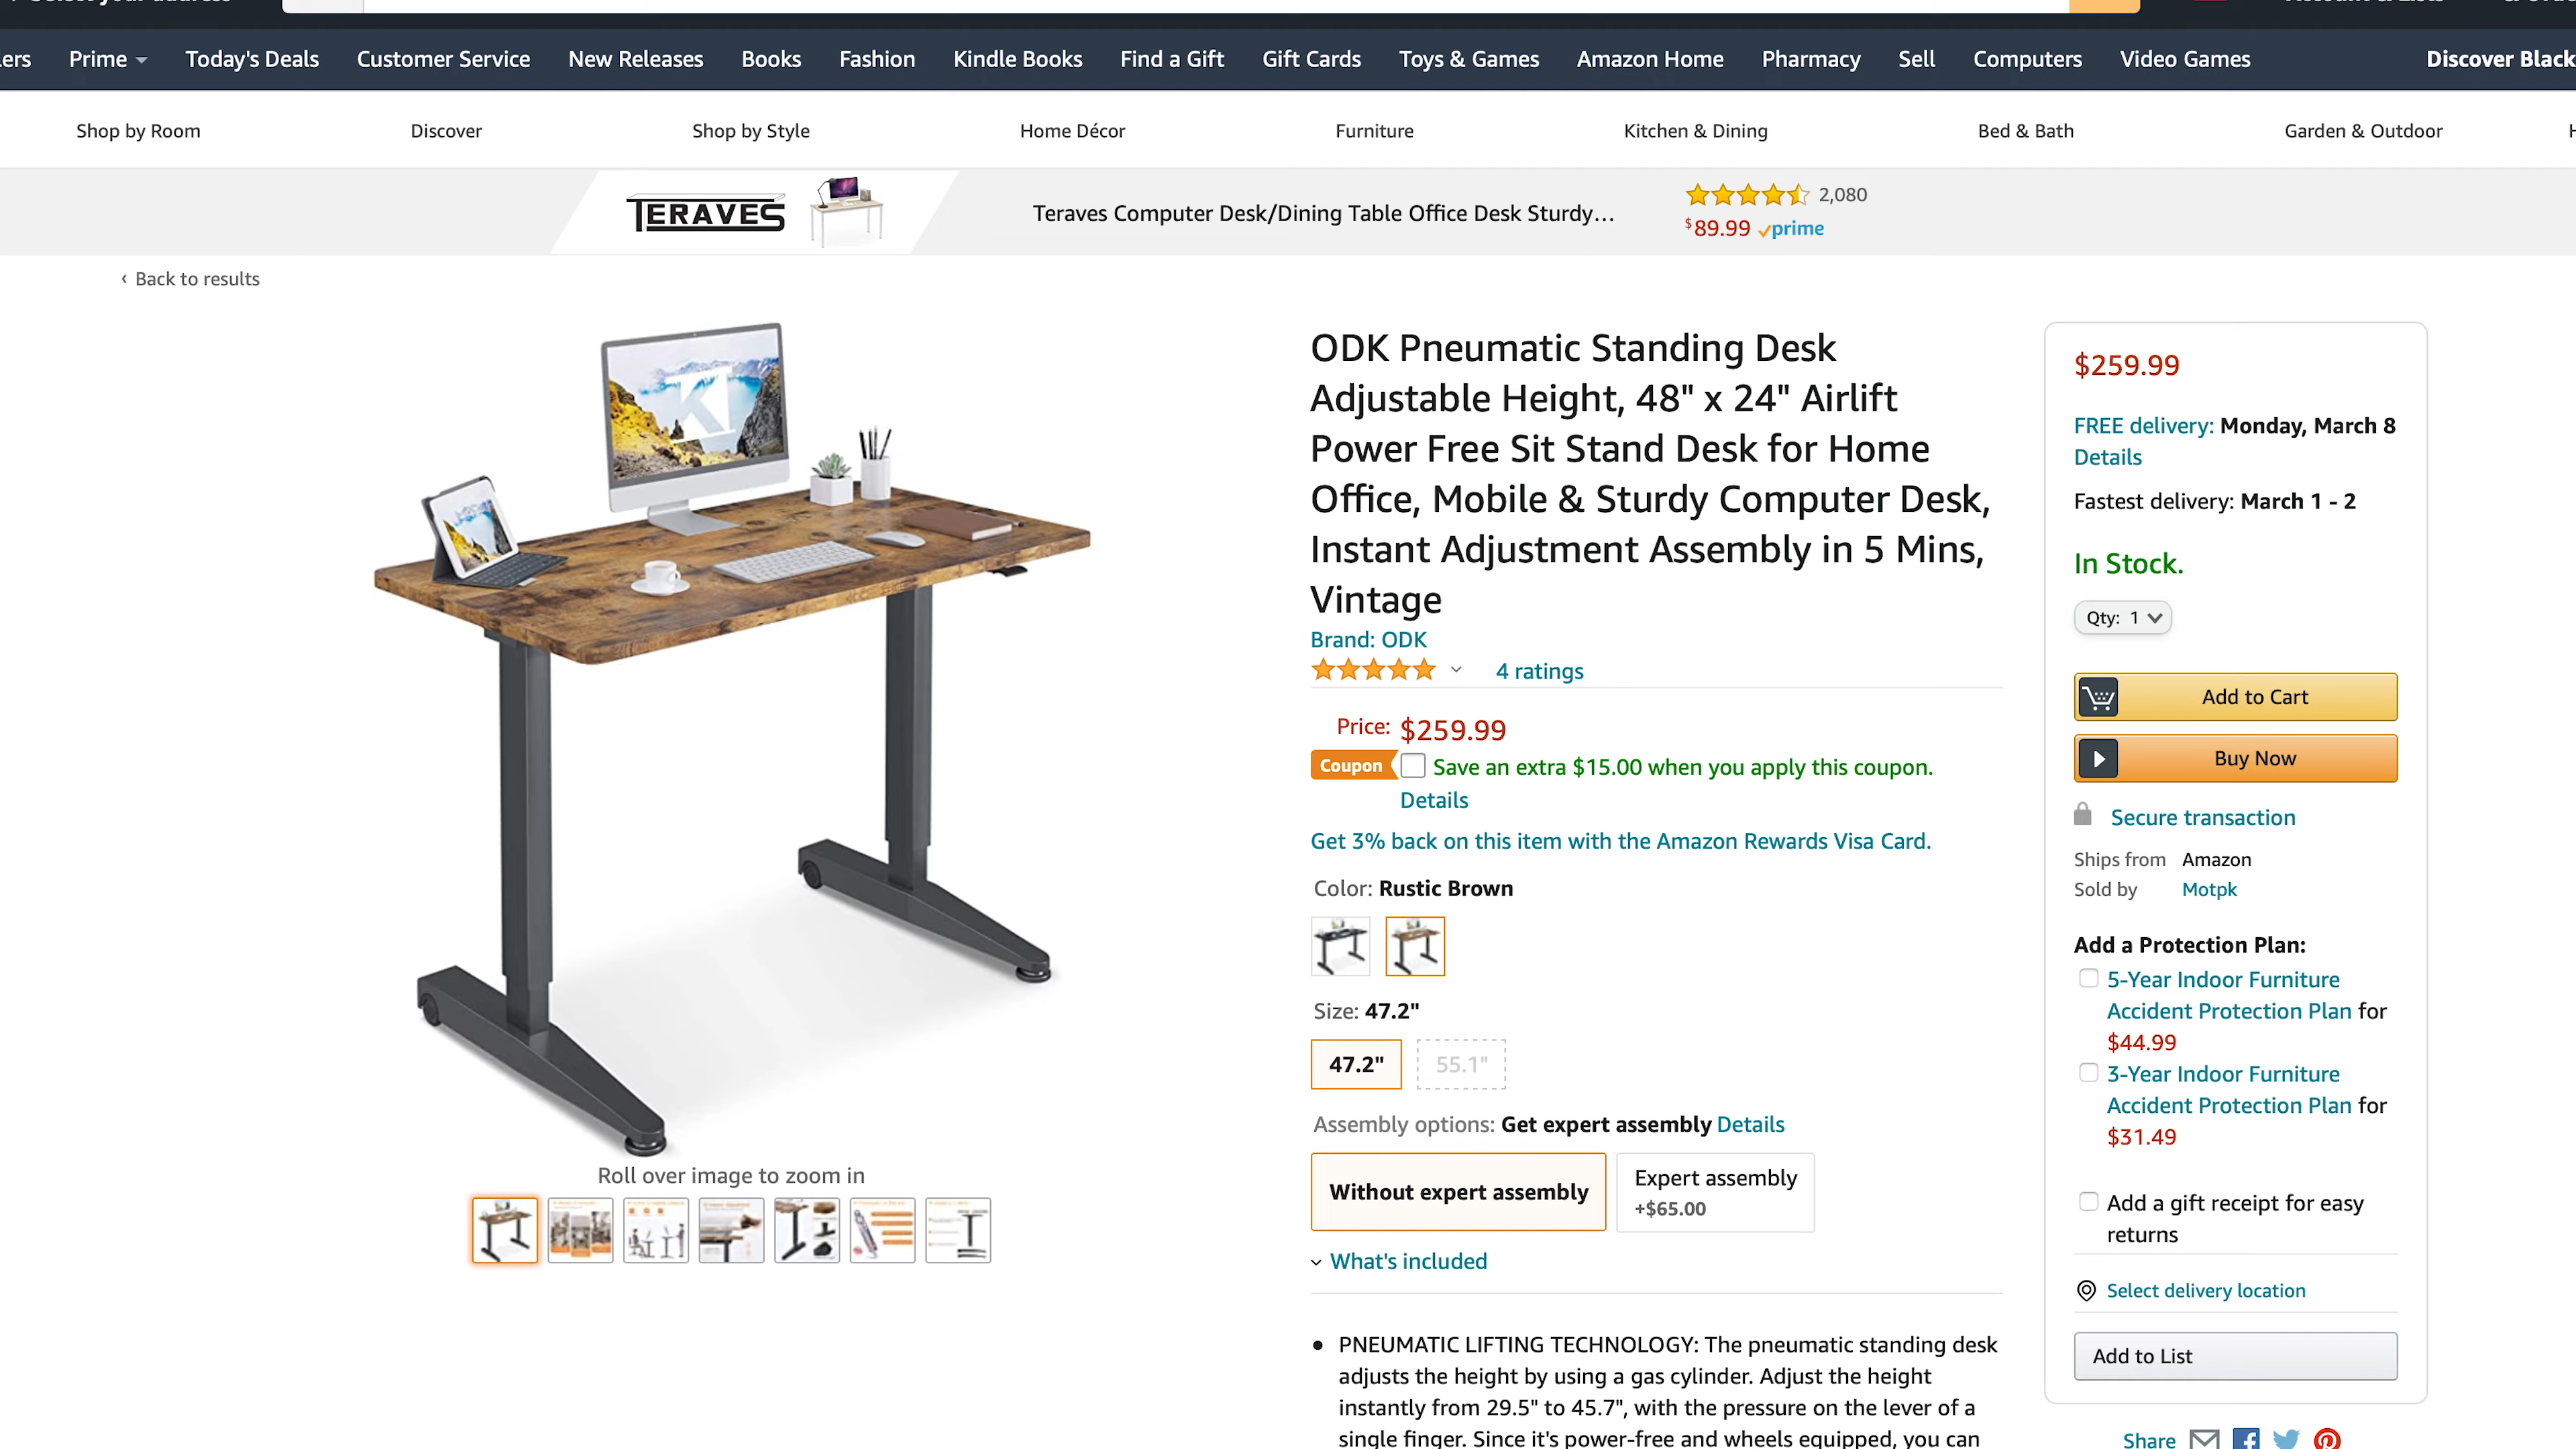 ers Prime Today's Deals Customer Service New Releases Books Fashion Kindle Books Find a Gift Gift Cards Toys & Games Amazon Home Pharmacy Sell Computers Video Games Discover Black
Shop by Room Discover Shop by Style Home Décor Furniture Kitchen & Dining Bed & Bath Garden & Outdoor
TERAVES
Teraves Computer Desk/Dining Table Office Desk Sturdy…
2,080
$89.99 prime
‹ Back to results
ODK Pneumatic Standing Desk
Adjustable Height, 48" x 24" Airlift
Power Free Sit Stand Desk for Home
Office, Mobile & Sturdy Computer Desk,
Instant Adjustment Assembly in 5 Mins,
Vintage
Brand: ODK
4 ratings
Price: $259.99
Coupon Save an extra $15.00 when you apply this coupon.
Details
Get 3% back on this item with the Amazon Rewards Visa Card.
Color: Rustic Brown
Size: 47.2"
47.2" 55.1"
Assembly options: Get expert assembly Details
Without expert assembly
Expert assembly
+$65.00
What's included
• PNEUMATIC LIFTING TECHNOLOGY: The pneumatic standing desk
adjusts the height by using a gas cylinder. Adjust the height
instantly from 29.5" to 45.7", with the pressure on the lever of a
single finger. Since it's power-free and wheels equipped, you can
Roll over image to zoom in
$259.99
FREE delivery: Monday, March 8
Details
Fastest delivery: March 1 - 2
In Stock.
Qty: 1
Add to Cart
Buy Now
Secure transaction
Ships from Amazon
Sold by Motpk
Add a Protection Plan:
5-Year Indoor Furniture
Accident Protection Plan for
$44.99
3-Year Indoor Furniture
Accident Protection Plan for
$31.49
Add a gift receipt for easy
returns
Select delivery location
Add to List
Share